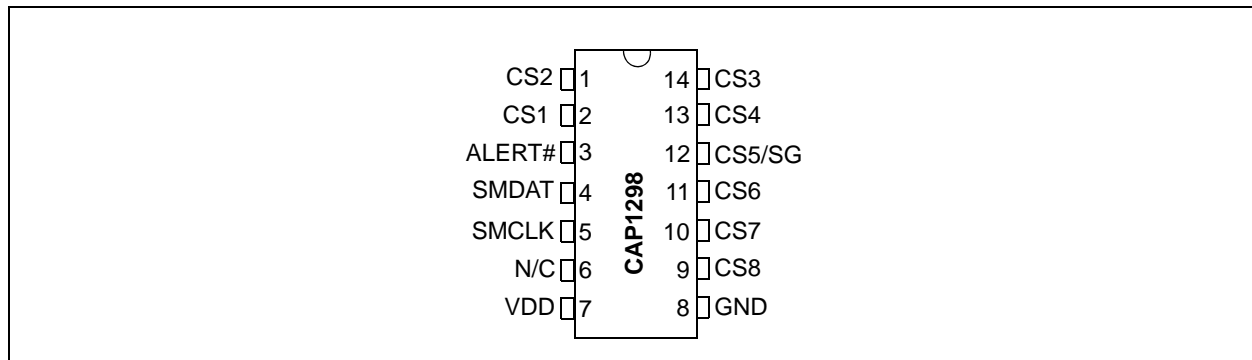 CS2 1 14 CS3
CS1 2 13 CS4
ALERT# 3 12 CS5/SG
SMDAT 4 11 CS6
SMCLK 5 10 CS7
N/C 6 9 CS8
VDD 7 8 GND
CAP1298